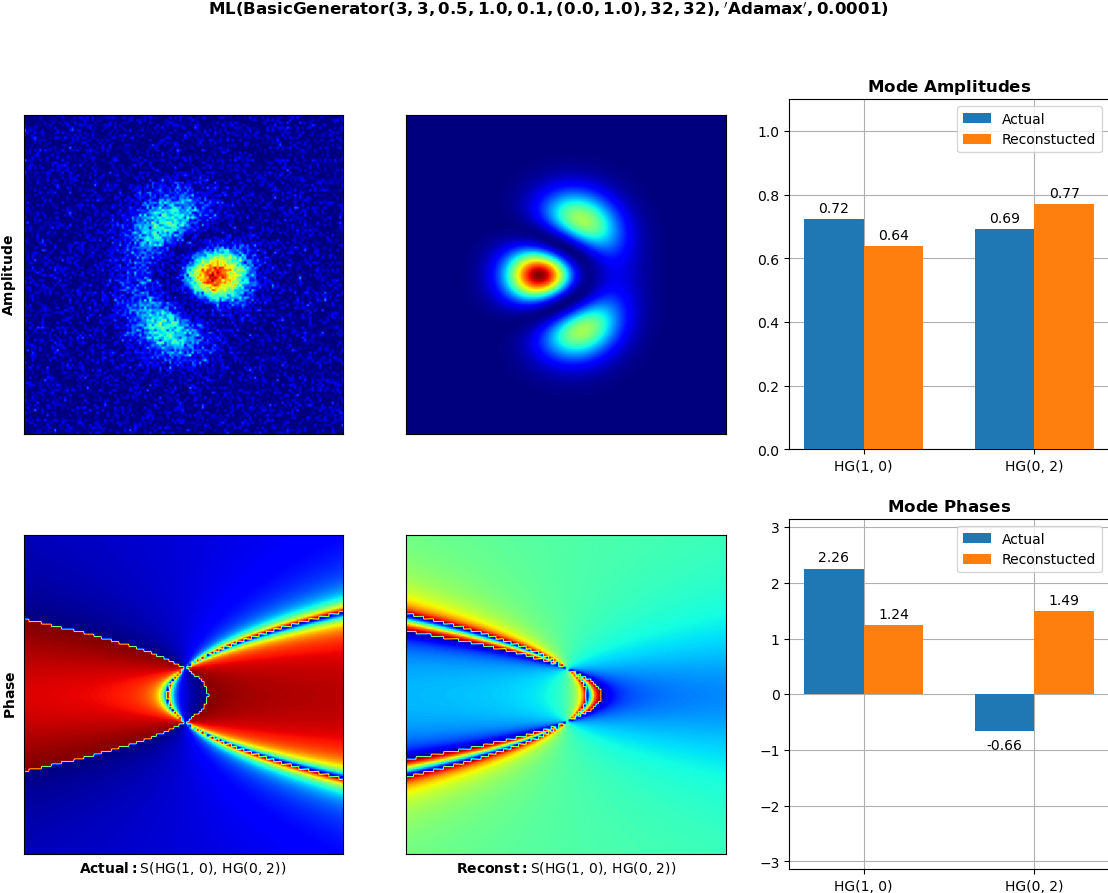 ML(BasicGenerator(3, 3, 0.5, 1.0, 0.1, (0.0, 1.0), 32, 32), ′Adamax′, 0.0001)
Amplitude
Mode Amplitudes
Actual
Reconstucted
1.0
0.8
0.6
0.4
0.2
0.0
0.72
0.64
0.69
0.77
HG(1, 0)
HG(0, 2)
Phase
Actual: S(HG(1, 0), HG(0, 2))
Reconst: S(HG(1, 0), HG(0, 2))
Mode Phases
Actual
Reconstucted
3
2
1
0
−1
−2
−3
2.26
1.24
-0.66
1.49
HG(1, 0)
HG(0, 2)